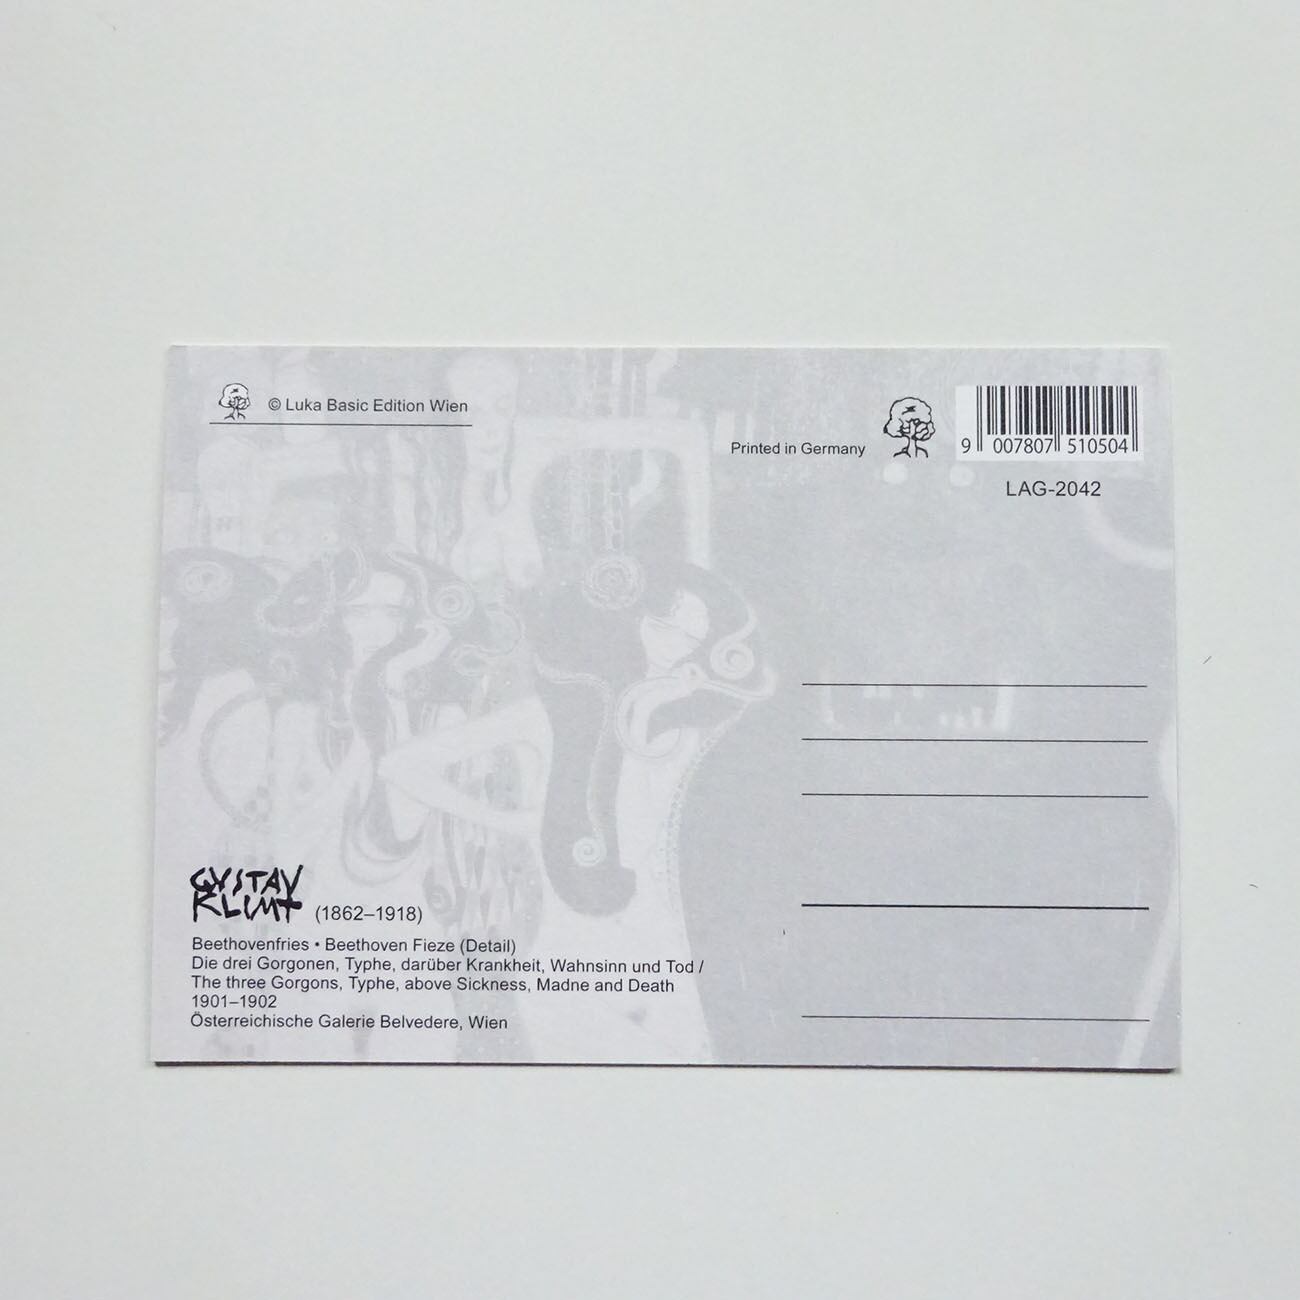 © Luka Basic Edition Wien
Printed in Germany
9 007807 510504
LAG-2042
GUSTAV
KLIMT (1862–1918)
Beethovenfries • Beethoven Fieze (Detail)
Die drei Gorgonen, Typhe, darüber Krankheit, Wahnsinn und Tod /
The three Gorgons, Typhe, above Sickness, Madne and Death
1901–1902
Österreichische Galerie Belvedere, Wien